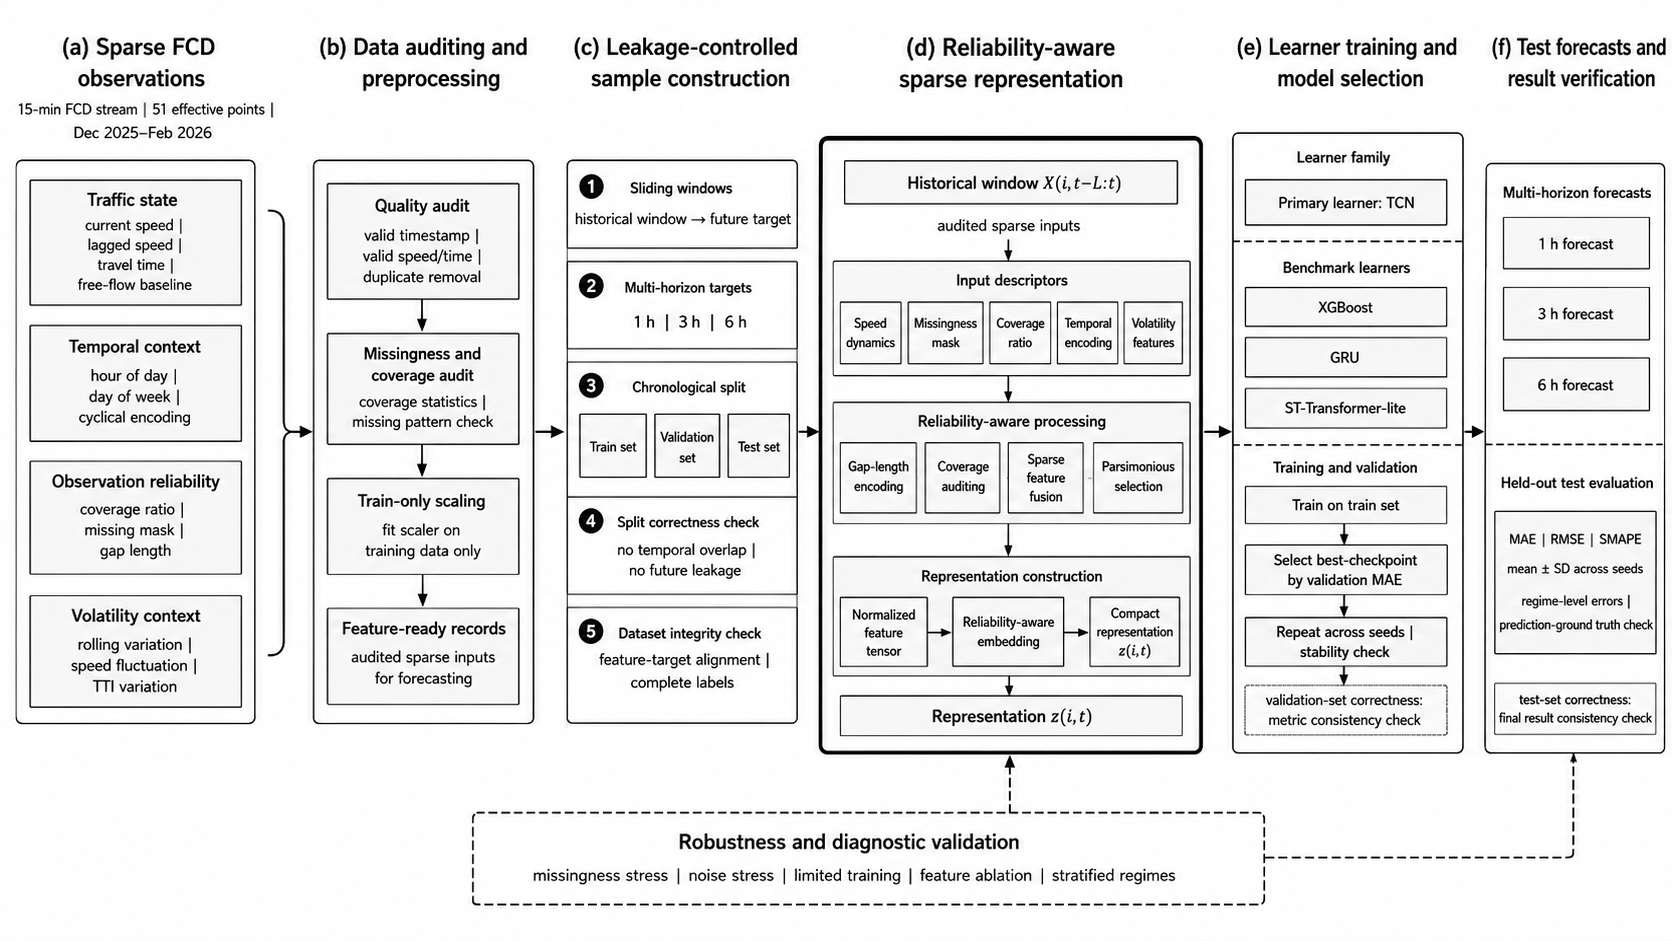 (a) Sparse FCD
observations
15-min FCD stream | 51 effective points |
Dec 2025–Feb 2026
Traffic state
current speed |
lagged speed |
travel time |
free-flow baseline
Temporal context
hour of day |
day of week |
cyclical encoding
Observation reliability
coverage ratio |
missing mask |
gap length
Volatility context
rolling variation |
speed fluctuation |
TTI variation
(b) Data auditing and
preprocessing
Quality audit
valid timestamp |
valid speed/time |
duplicate removal
Missingness and
coverage audit
coverage statistics |
missing pattern check
Train-only scaling
fit scaler on
training data only
Feature-ready records
audited sparse inputs
for forecasting
(c) Leakage-controlled
sample construction
1 Sliding windows
historical window → future target
2 Multi-horizon targets
1 h | 3 h | 6 h
3 Chronological split
Train set
Validation
set
Test set
4 Split correctness check
no temporal overlap |
no future leakage
5 Dataset integrity check
feature-target alignment |
complete labels
(d) Reliability-aware
sparse representation
Historical window X(i,t−L:t)
audited sparse inputs
Input descriptors
Speed
dynamics
Missingness
mask
Coverage
ratio
Temporal
encoding
Volatility
features
Reliability-aware processing
Gap-length
encoding
Coverage
auditing
Sparse
feature
fusion
Parsimonious
selection
Representation construction
Normalized
feature
tensor
Reliability-aware
embedding
Compact
representation
z(i,t)
Representation z(i,t)
(e) Learner training and
model selection
Learner family
Primary learner: TCN
Benchmark learners
XGBoost
GRU
ST-Transformer-lite
Training and validation
Train on train set
Select best-checkpoint
by validation MAE
Repeat across seeds |
stability check
validation-set correctness:
metric consistency check
(f) Test forecasts and
result verification
Multi-horizon forecasts
1 h forecast
3 h forecast
6 h forecast
Held-out test evaluation
MAE | RMSE | SMAPE
mean ± SD across seeds
regime-level errors |
prediction-ground truth check
test-set correctness:
final result consistency check
Robustness and diagnostic validation
missingness stress | noise stress | limited training | feature ablation | stratified regimes